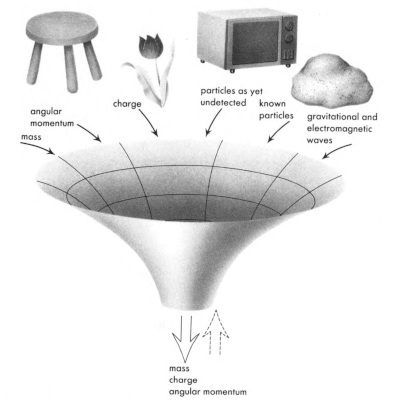 particles as yet
undetected
known
particles
charge
angular
momentum
gravitational and
electromagnetic
waves
mass
mass
charge
angular momentum